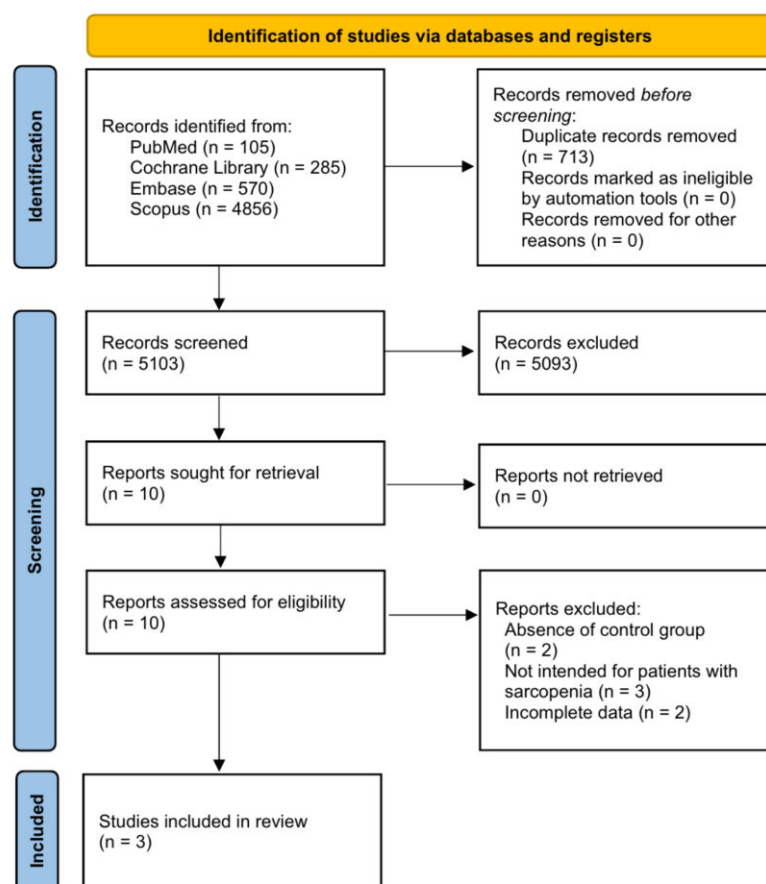 Identification of studies via databases and registers
Identification
Records identified from:
PubMed (n = 105)
Cochrane Library (n = 285)
Embase (n = 570)
Scopus (n = 4856)
Records removed before
screening:
Duplicate records removed
(n = 713)
Records marked as ineligible
by automation tools (n = 0)
Records removed for other
reasons (n = 0)
Screening
Records screened
(n = 5103)
Records excluded
(n = 5093)
Reports sought for retrieval
(n = 10)
Reports not retrieved
(n = 0)
Reports assessed for eligibility
(n = 10)
Reports excluded:
Absence of control group
(n = 2)
Not intended for patients with
sarcopenia (n = 3)
Incomplete data (n = 2)
Included
Studies included in review
(n = 3)